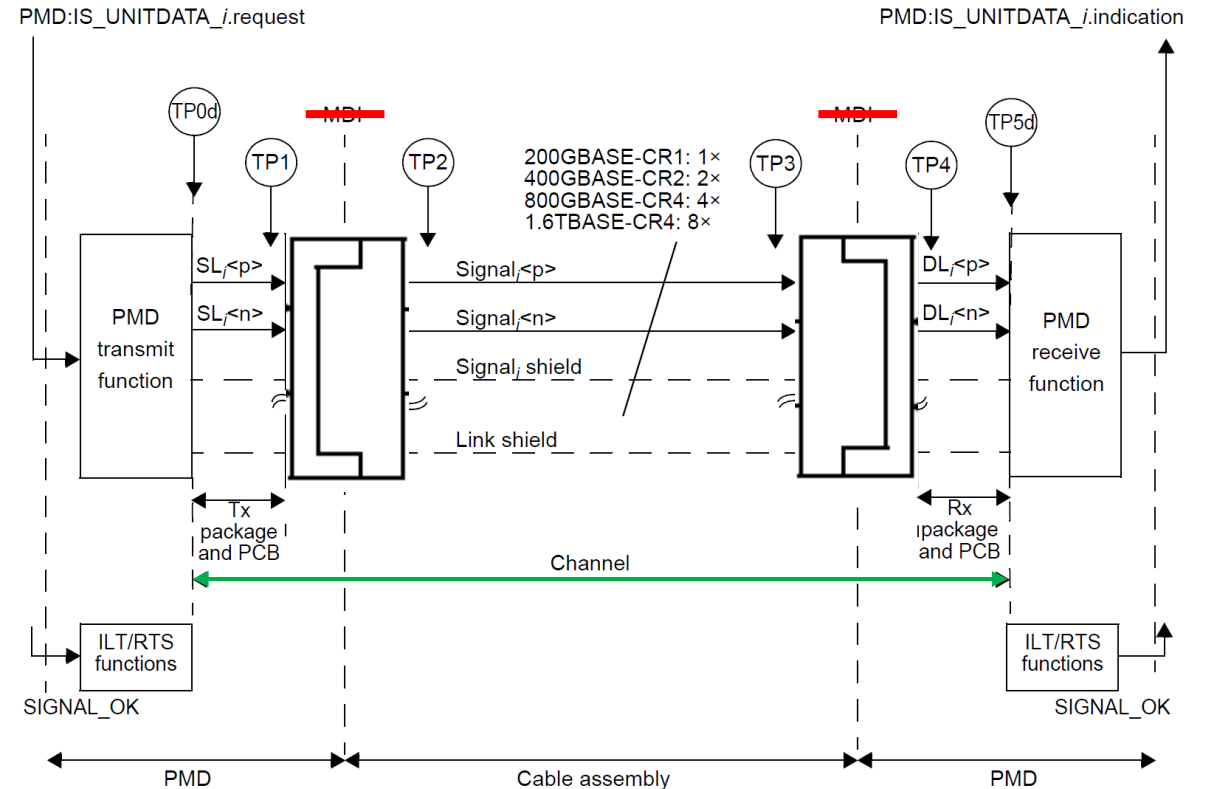 PMD:IS_UNITDATA_i.request
PMD:IS_UNITDATA_i.indication
TP0d
MDI
MDI
TP5d
TP1
TP2
200GBASE-CR1: 1×
400GBASE-CR2: 2×
800GBASE-CR4: 4×
1.6TBASE-CR4: 8×
TP3
TP4
SLi<p>
Signali<p>
DLi<p>
SLi<n>
Signali<n>
DLi<n>
PMD
transmit
function
PMD
receive
function
Signali shield
Link shield
Tx
package
and PCB
Rx
package
and PCB
Channel
ILT/RTS
functions
ILT/RTS
functions
SIGNAL_OK
SIGNAL_OK
PMD
Cable assembly
PMD